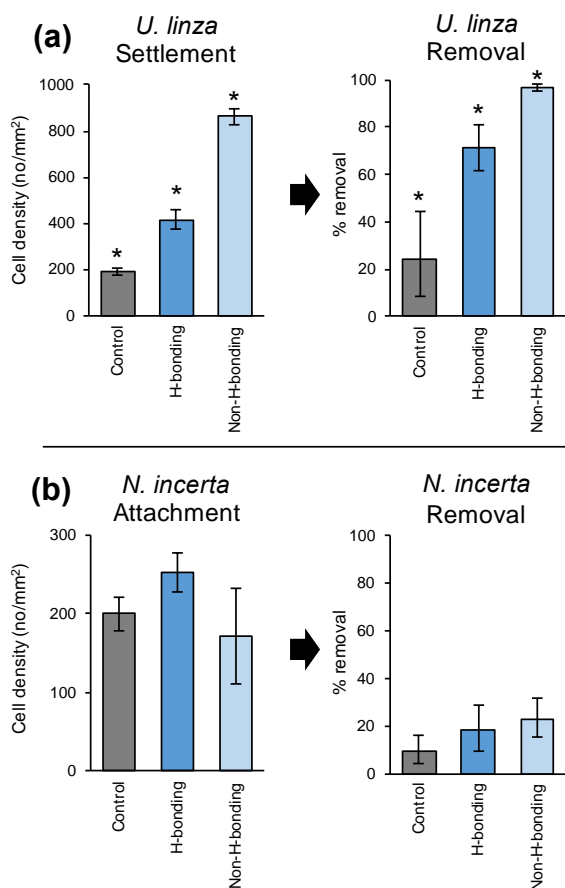 (a)
U. linza
Settlement
Cell density (no/mm²)
1000
800
600
400
200
0
*
*
*
Control
H-bonding
Non-H-bonding
U. linza
Removal
% removal
100
80
60
40
20
0
*
*
*
Control
H-bonding
Non-H-bonding
(b)
N. incerta
Attachment
Cell density (no/mm²)
300
200
100
0
Control
H-bonding
Non-H-bonding
N. incerta
Removal
% removal
100
80
60
40
20
0
Control
H-bonding
Non-H-bonding